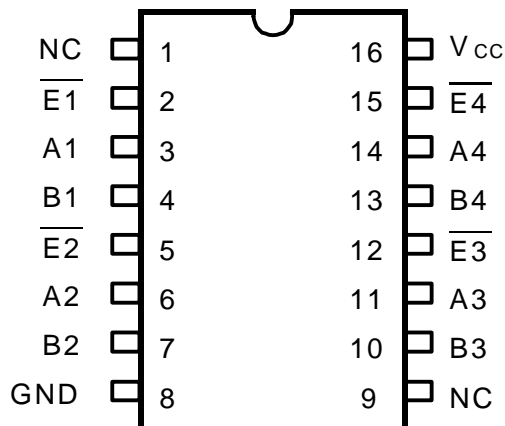 NC 1 16 VCC
E1 2 15 E4
A1 3 14 A4
B1 4 13 B4
E2 5 12 E3
A2 6 11 A3
B2 7 10 B3
GND 8 9 NC